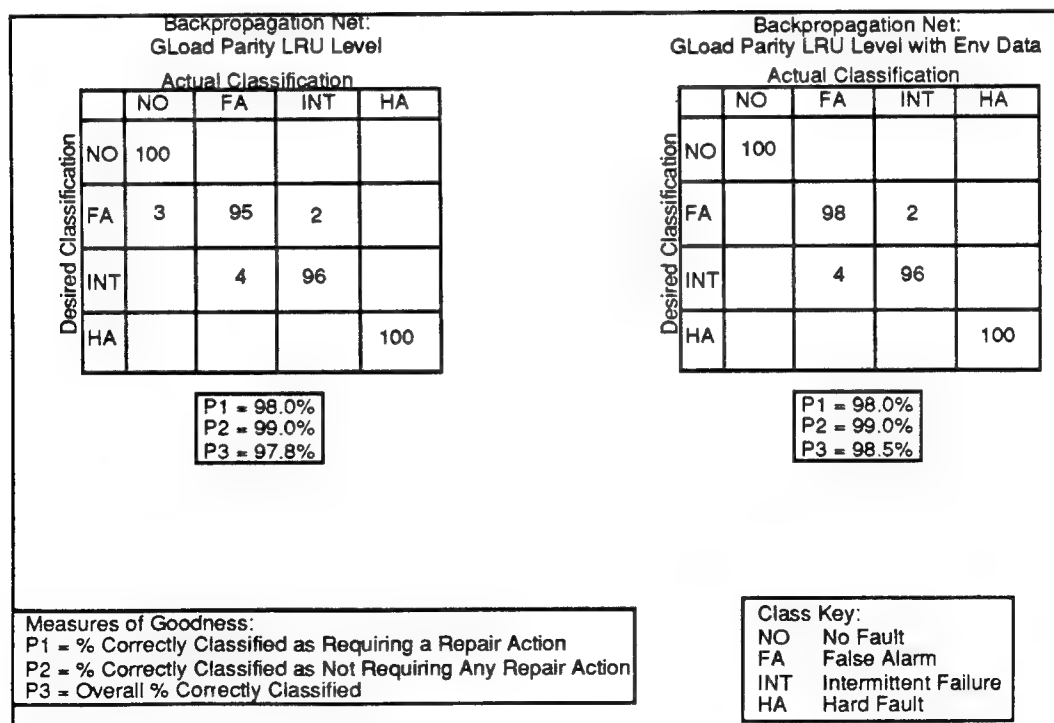 Backpropagation Net:
GLoad Parity LRU Level
Actual Classification
NO FA INT HA
Desired Classification
NO 100
FA 3 95 2
INT 4 96
HA 100
P1 = 98.0%
P2 = 99.0%
P3 = 97.8%
Backpropagation Net:
GLoad Parity LRU Level with Env Data
Actual Classification
NO FA INT HA
Desired Classification
NO 100
FA 98 2
INT 4 96
HA 100
P1 = 98.0%
P2 = 99.0%
P3 = 98.5%
Measures of Goodness:
P1 = % Correctly Classified as Requiring a Repair Action
P2 = % Correctly Classified as Not Requiring Any Repair Action
P3 = Overall % Correctly Classified
Class Key:
NO No Fault
FA False Alarm
INT Intermittent Failure
HA Hard Fault